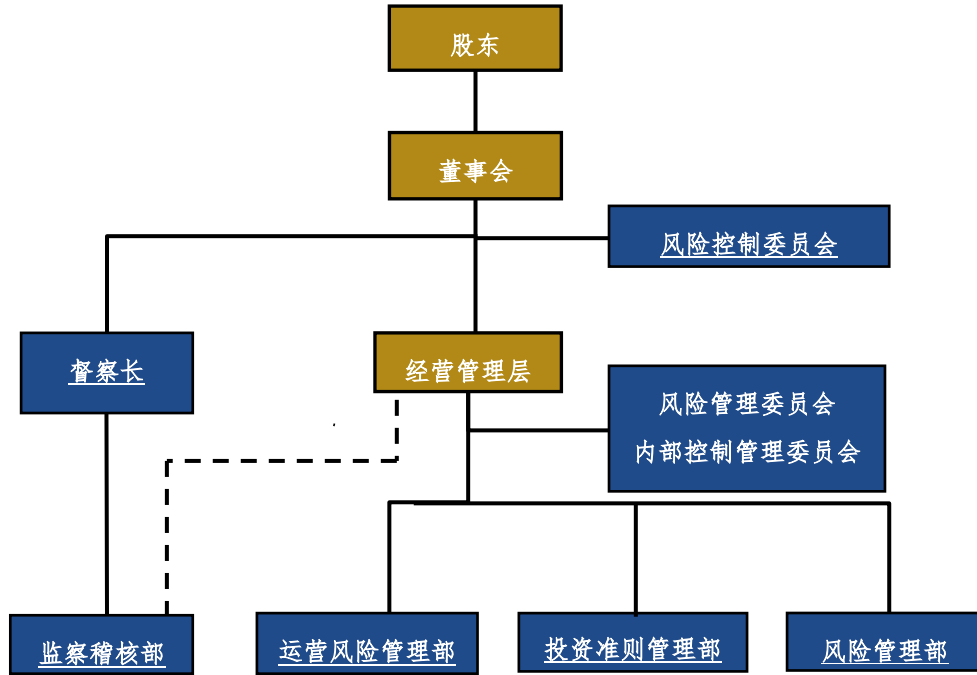 股东
董事会
风险控制委员会
督察长
经营管理层
风险管理委员会
内部控制管理委员会
监察稽核部
运营风险管理部
投资准则管理部
风险管理部